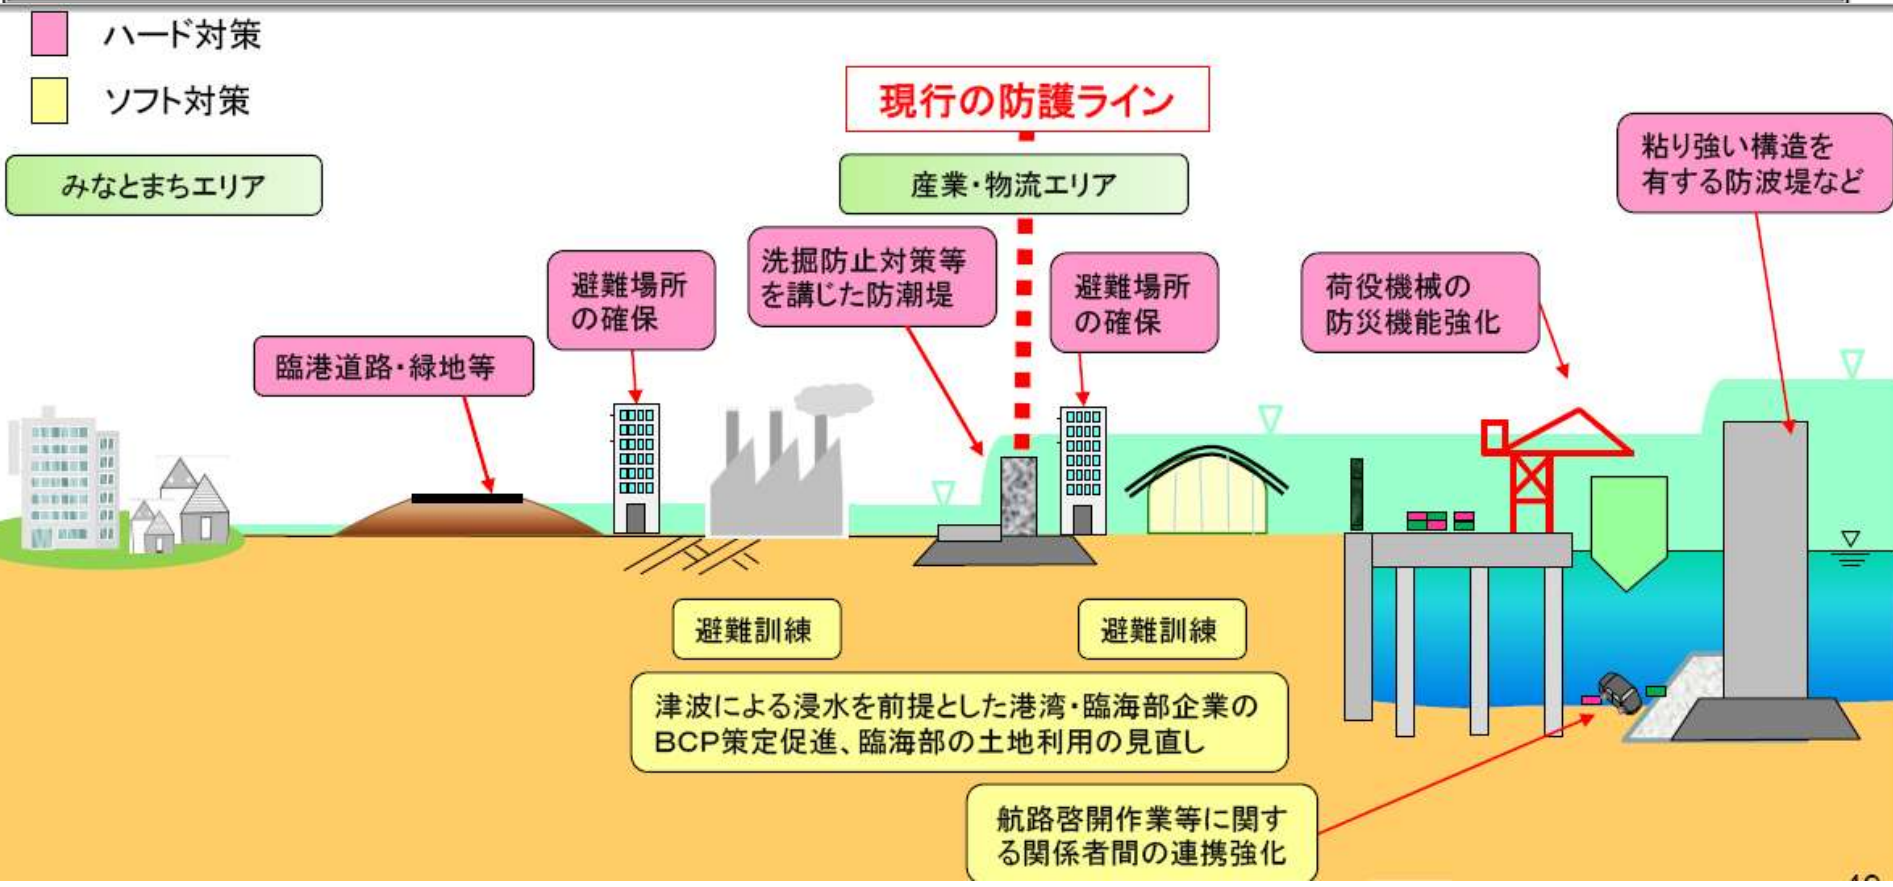 ハード対策
ソフト対策
現行の防護ライン
みなとまちエリア
産業・物流エリア
粘り強い構造を
有する防波堤など
避難場所
の確保
洗掘防止対策等
を講じた防潮堤
避難場所
の確保
荷役機械の
防災機能強化
臨港道路・緑地等
避難訓練
避難訓練
津波による浸水を前提とした港湾・臨海部企業の
BCP策定促進、臨海部の土地利用の見直し
航路啓開作業等に関す
る関係者間の連携強化